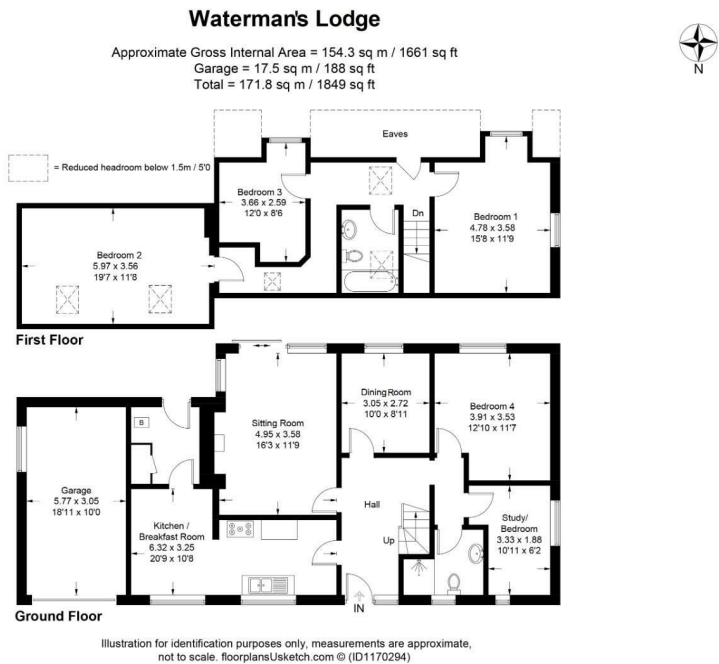 Waterman's Lodge
Approximate Gross Internal Area = 154.3 sq m / 1661 sq ft
Garage = 17.5 sq m / 188 sq ft
Total = 171.8 sq m / 1849 sq ft
N
= Reduced headroom below 1.5m / 5'0
Eaves
Bedroom 3
3.66 x 2.59
12'0 x 8'6
Dn
Bedroom 1
4.78 x 3.58
15'8 x 11'9
Bedroom 2
5.97 x 3.56
19'7 x 11'8
First Floor
B
Sitting Room
4.95 x 3.58
16'3 x 11'9
Dining Room
3.05 x 2.72
10'0 x 8'11
Bedroom 4
3.91 x 3.53
12'10 x 11'7
Garage
5.77 x 3.05
18'11 x 10'0
Kitchen /
Breakfast Room
6.32 x 3.25
20'9 x 10'8
Hall
Up
Study/
Bedroom
3.33 x 1.88
10'11 x 6'2
IN
Ground Floor
Illustration for identification purposes only, measurements are approximate,
not to scale. floorplansUsketch.com © (ID1170294)